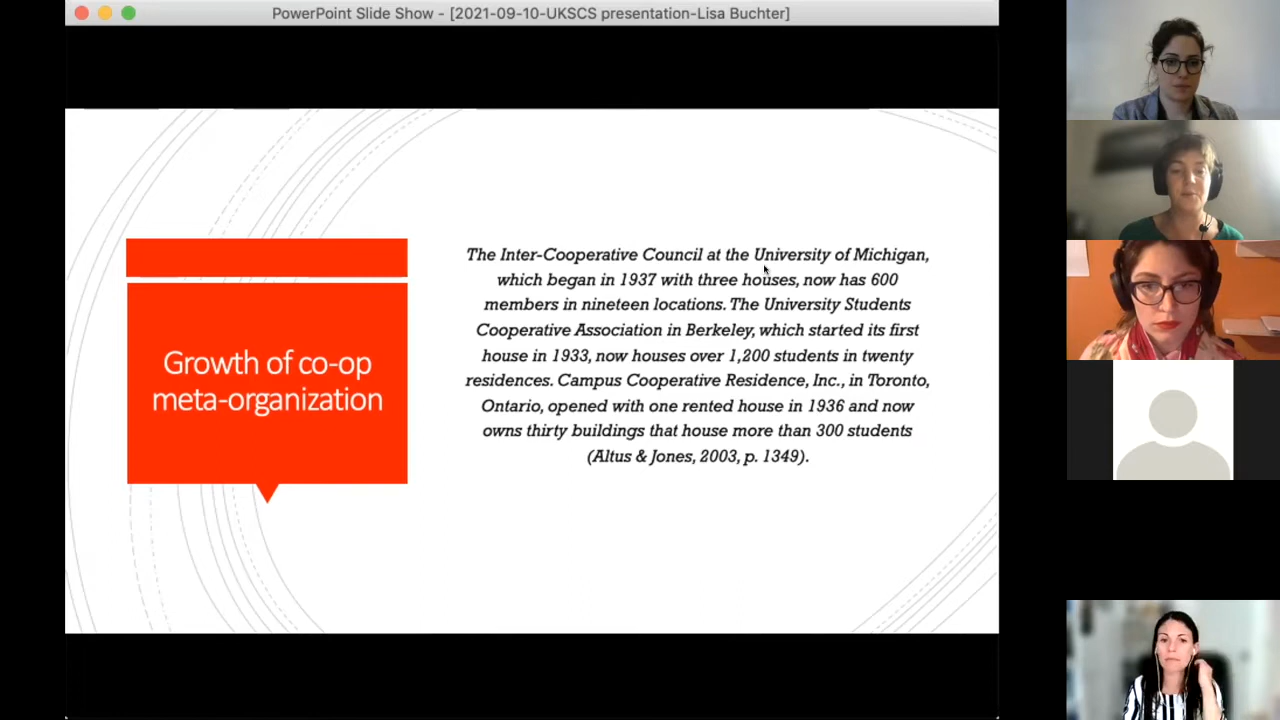 PowerPoint Slide Show - [2021-09-10-UKSCS presentation-Lisa Buchter]
Growth of co-op
meta-organization
The Inter-Cooperative Council at the University of Michigan,
which began in 1937 with three houses, now has 600
members in nineteen locations. The University Students
Cooperative Association in Berkeley, which started its first
house in 1933, now houses over 1,200 students in twenty
residences. Campus Cooperative Residence, Inc., in Toronto,
Ontario, opened with one rented house in 1936 and now
owns thirty buildings that house more than 300 students
(Altus & Jones, 2003, p. 1349).